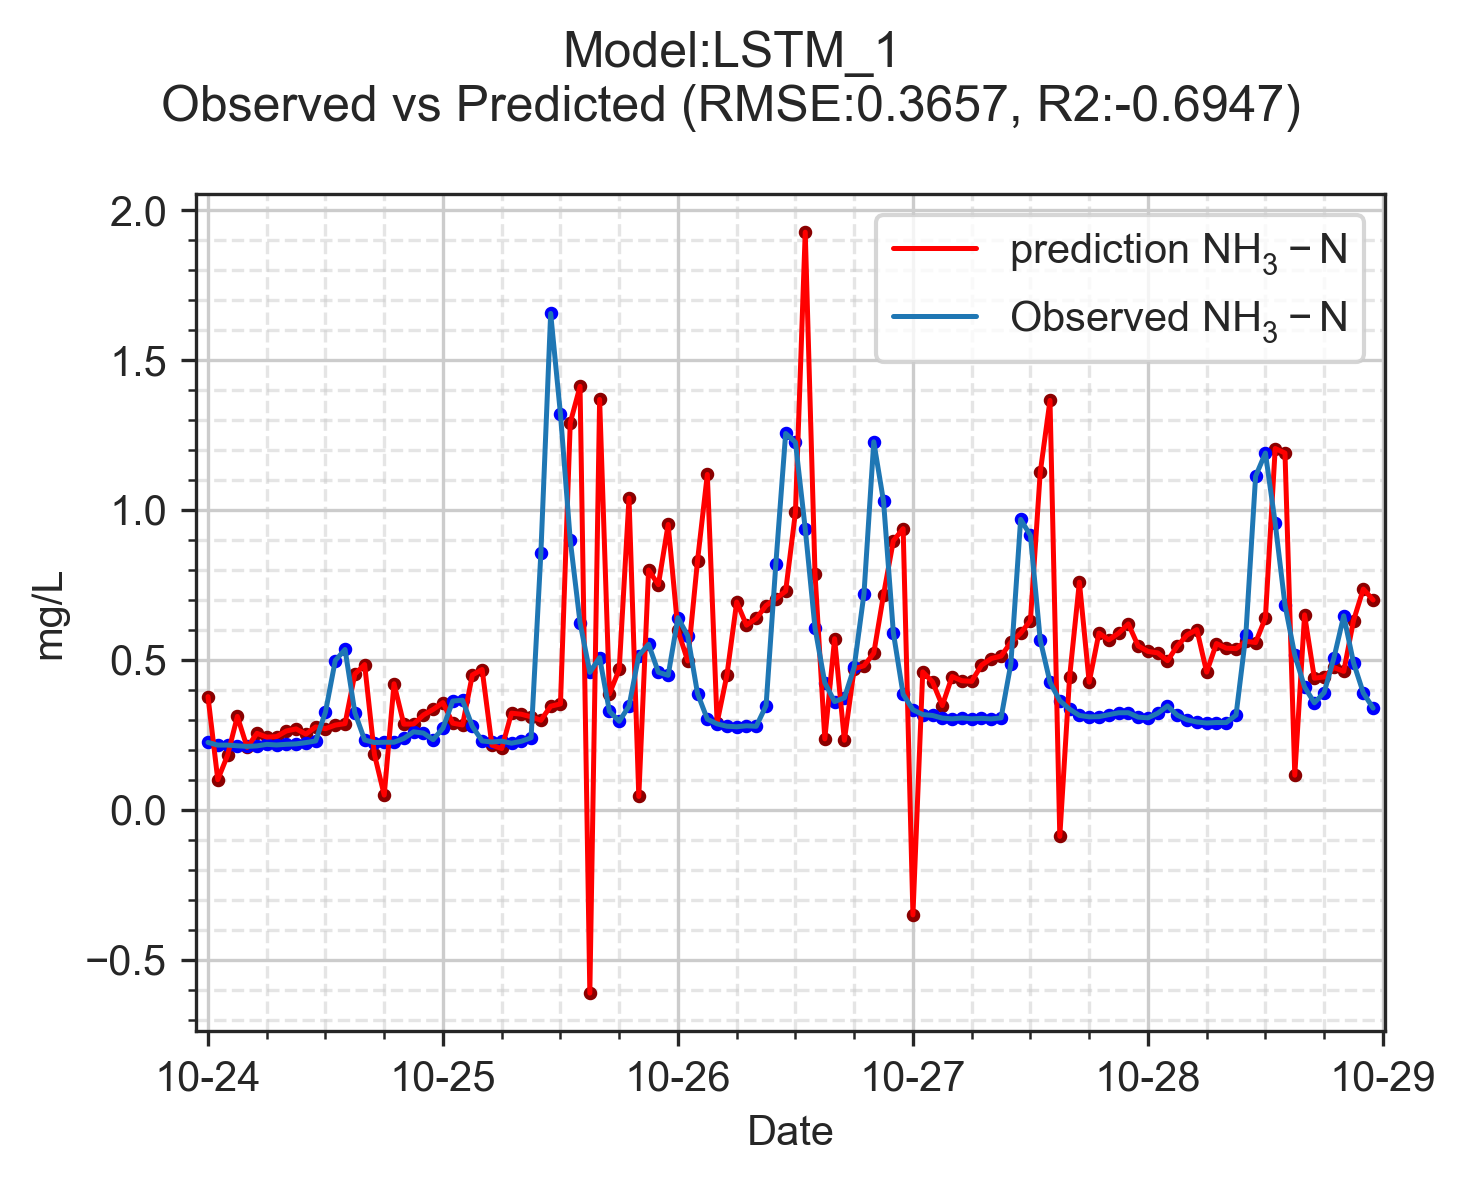 Model:LSTM_1
Observed vs Predicted (RMSE:0.3657, R2:-0.6947)
prediction NH₃ − N
Observed NH₃ − N
2.0
1.5
1.0
0.5
0.0
−0.5
mg/L
10-24 10-25 10-26 10-27 10-28 10-29
Date